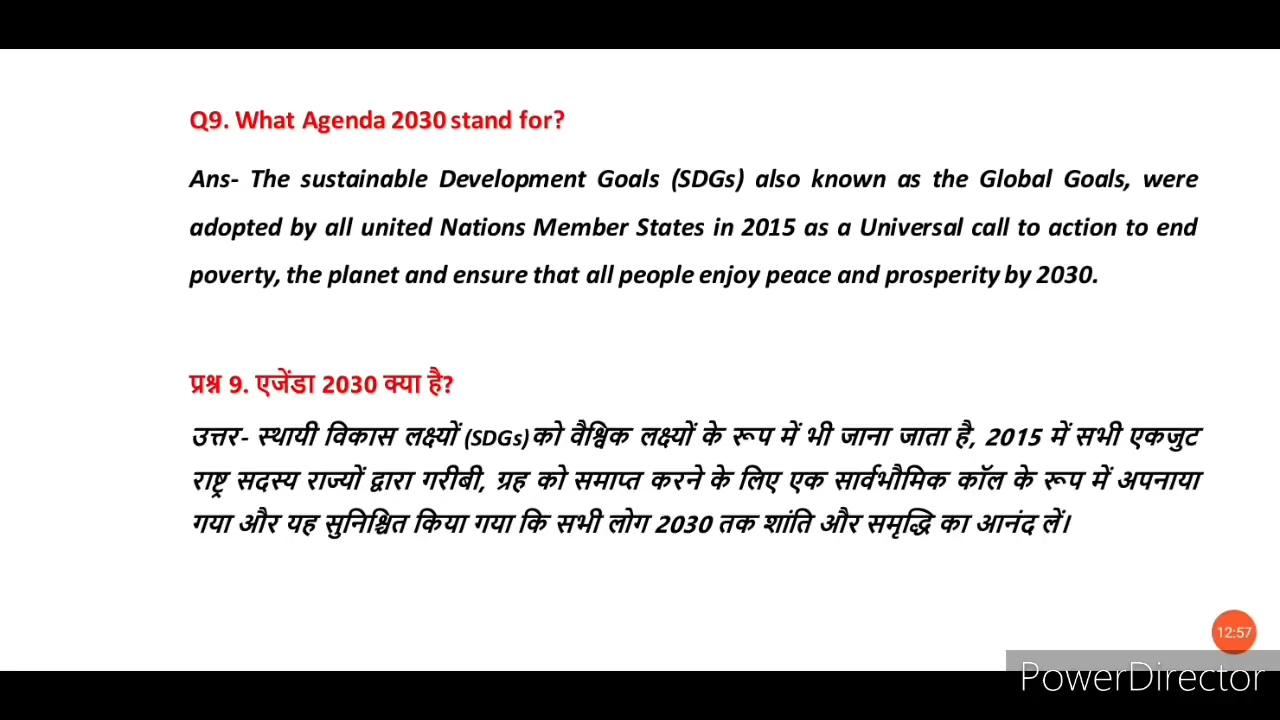 Q9. What Agenda 2030 stand for?
Ans- The sustainable Development Goals (SDGs) also known as the Global Goals, were
adopted by all united Nations Member States in 2015 as a Universal call to action to end
poverty, the planet and ensure that all people enjoy peace and prosperity by 2030.
प्रश्न 9. एजेंडा 2030 क्या है?
उत्तर- स्थायी विकास लक्ष्यों (SDGs) को वैश्विक लक्ष्यों के रूप में भी जाना जाता है, 2015 में सभी एकजुट
राष्ट्र सदस्य राज्यों द्वारा गरीबी, ग्रह को समाप्त करने के लिए एक सार्वभौमिक कॉल के रूप में अपनाया
गया और यह सुनिश्चित किया गया कि सभी लोग 2030 तक शांति और समृद्धि का आनंद लें।
12:57
PowerDirector